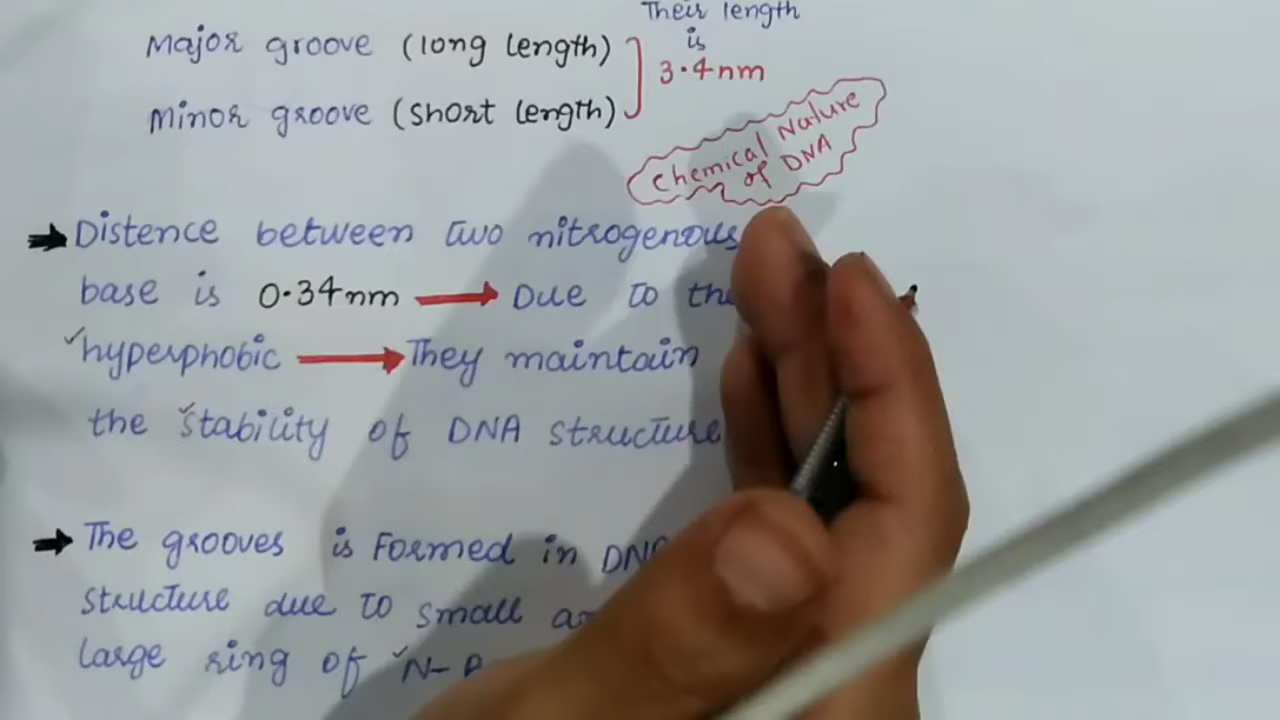 Their length
is
3.4nm
Major groove (long length)
Minor groove (short length)
Chemical Nature
of DNA
Distence between two nitrogenous
base is 0.34nm → Due to the
hyperphobic → They maintain
the stability of DNA structure
The grooves is Formed in
structure due to small
large ring of